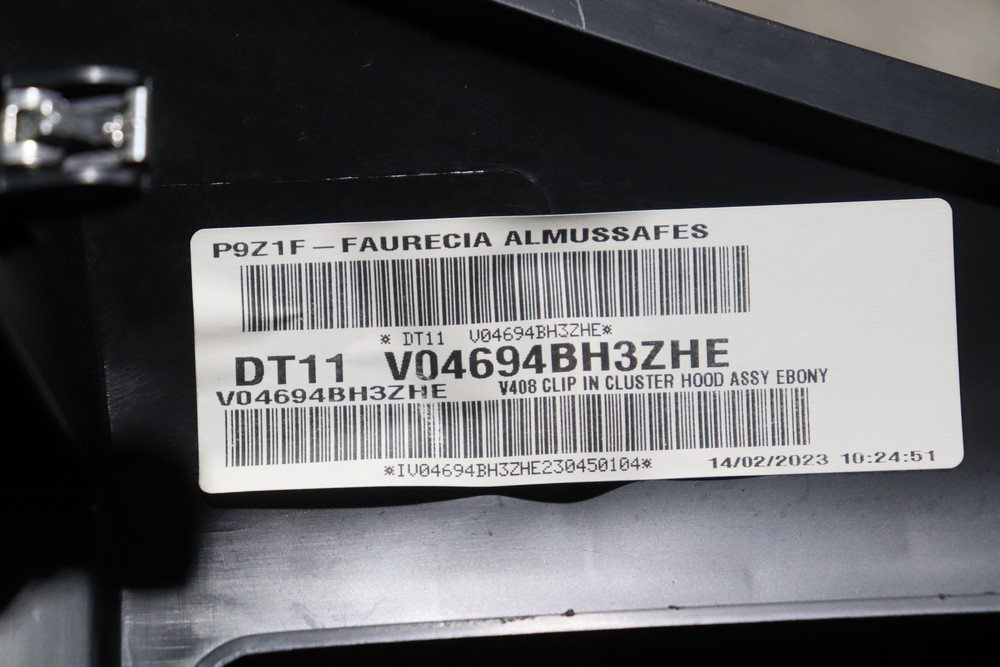 P9Z1F – FAURECIA ALMUSSAFES
* DT11 V04694BH3ZHE*
DT11 V04694BH3ZHE
V04694BH3ZHE V408 CLIP IN CLUSTER HOOD ASSY EBONY
*IV04694BH3ZHE230450104* 14/02/2023 10:24:51